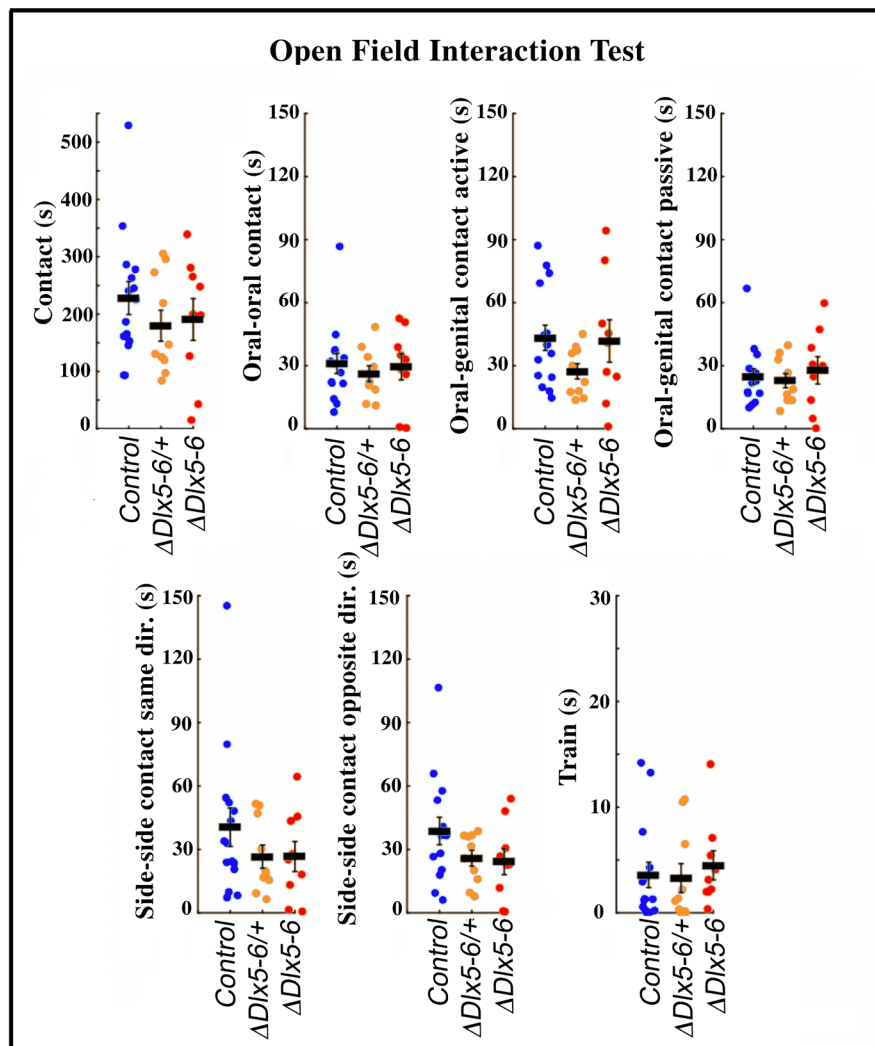 Open Field Interaction Test
Contact (s)
500
400
300
200
100
0
Control
ΔDlx5-6/+
ΔDlx5-6
Oral-oral contact (s)
150
120
90
60
30
0
Control
ΔDlx5-6/+
ΔDlx5-6
Oral-genital contact active (s)
150
120
90
60
30
0
Control
ΔDlx5-6/+
ΔDlx5-6
Oral-genital contact passive (s)
150
120
90
60
30
0
Control
ΔDlx5-6/+
ΔDlx5-6
Side-side contact same dir. (s)
150
120
90
60
30
0
Control
ΔDlx5-6/+
ΔDlx5-6
Side-side contact opposite dir. (s)
150
120
90
60
30
0
Control
ΔDlx5-6/+
ΔDlx5-6
Train (s)
30
20
10
0
Control
ΔDlx5-6/+
ΔDlx5-6